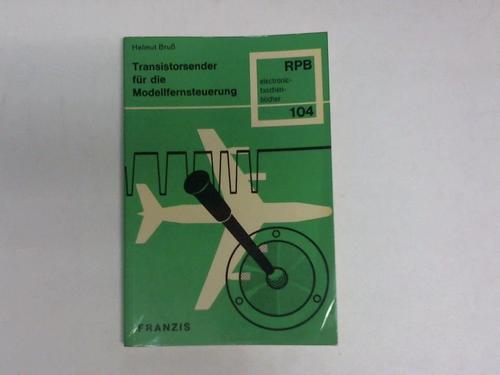 Helmut Bruß
Transistorsender
für die
Modellfernsteuerung
RPB
electronic-
taschen-
bücher
104
FRANZIS